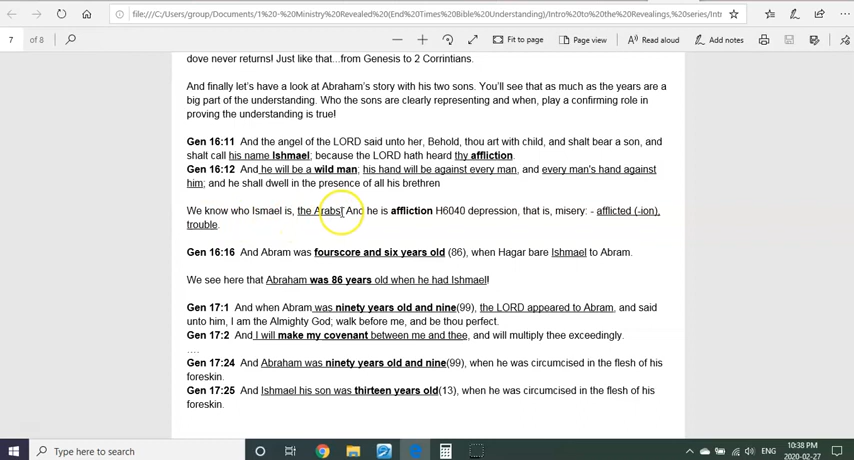 file:///C:/Users/group/Documents/1%20-%20Ministry%20Revealed%20(End%20Times%20Bible%20Understanding)/Intro%20to%20the%20Revealings,%20series/Intr
7 of 8
Fit to page
Page view
Read aloud
Add notes
dove never returns! Just like that...from Genesis to 2 Corintians.
And finally let's have a look at Abraham's story with his two sons. You'll see that as much as the years are a
big part of the understanding. Who the sons are clearly representing and when, play a confirming role in
proving the understanding is true!
Gen 16:11 And the angel of the LORD said unto her, Behold, thou art with child, and shalt bear a son, and
shalt call his name Ishmael; because the LORD hath heard thy affliction.
Gen 16:12 And he will be a wild man; his hand will be against every man, and every man's hand against
him; and he shall dwell in the presence of all his brethren
We know who Ismael is, the Arabs! And he is affliction H6040 depression, that is, misery: - afflicted (-ion),
trouble.
Gen 16:16 And Abram was fourscore and six years old (86), when Hagar bare Ishmael to Abram.
We see here that Abraham was 86 years old when he had Ishmael!
Gen 17:1 And when Abram was ninety years old and nine(99), the LORD appeared to Abram, and said
unto him, I am the Almighty God; walk before me, and be thou perfect.
Gen 17:2 And I will make my covenant between me and thee, and will multiply thee exceedingly.
....
Gen 17:24 And Abraham was ninety years old and nine(99), when he was circumcised in the flesh of his
foreskin.
Gen 17:25 And Ishmael his son was thirteen years old(13), when he was circumcised in the flesh of his
foreskin.
Type here to search
ENG
10:38 PM
2020-02-27